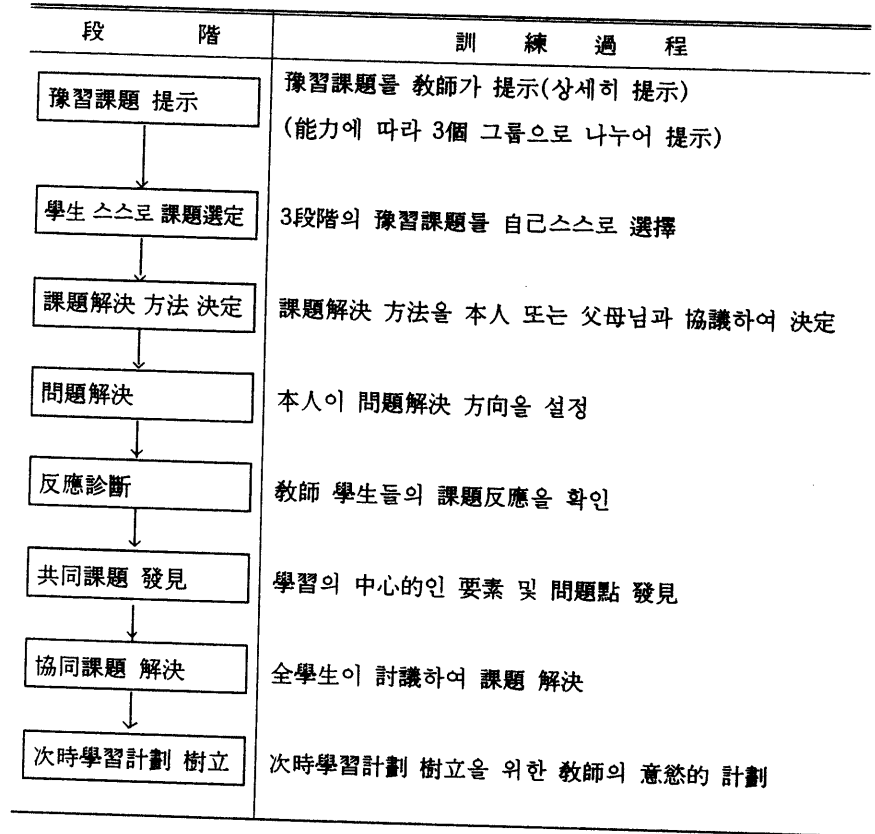 段 階 訓 練 過 程
豫習課題 提示 豫習課題를 敎師가 提示(상세히 提示)
(能力에 따라 3個 그룹으로 나누어 提示)
學生 스스로 課題選定 3段階의 豫習課題를 自己스스로 選擇
課題解決 方法 決定 課題解決 方法을 本人 또는 父母님과 協議하여 決定
問題解決 本人이 問題解決 方向을 설정
反應診斷 敎師 學生들의 課題反應을 확인
共同課題 發見 學習의 中心的인 要素 및 問題點 發見
協同課題 解決 全學生이 討議하여 課題 解決
次時學習計劃 樹立 次時學習計劃 樹立을 위한 敎師의 意慾的 計劃